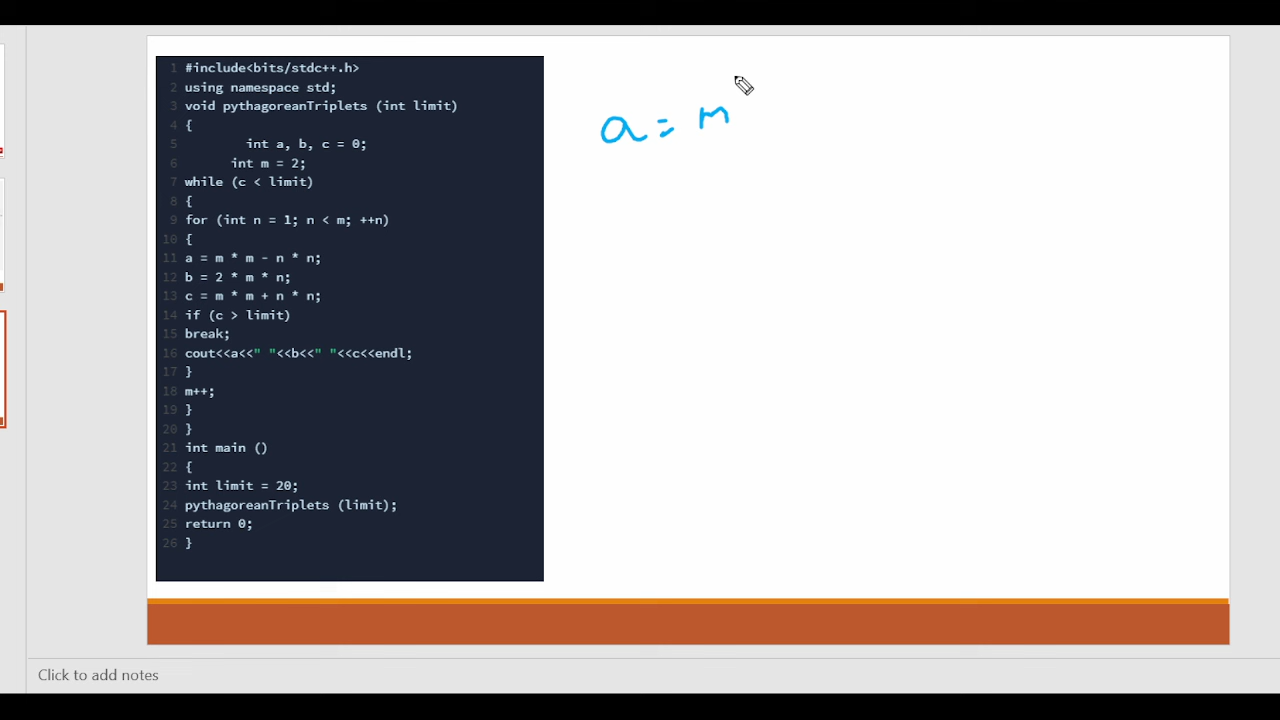 1 #include<bits/stdc++.h>
2 using namespace std;
3 void pythagoreanTriplets (int limit)
4 {
5 int a, b, c = 0;
6 int m = 2;
7 while (c < limit)
8 {
9 for (int n = 1; n < m; ++n)
10 {
11 a = m * m - n * n;
12 b = 2 * m * n;
13 c = m * m + n * n;
14 if (c > limit)
15 break;
16 cout<<a<<" "<<b<<" "<<c<<endl;
17 }
18 m++;
19 }
20 }
21 int main ()
22 {
23 int limit = 20;
24 pythagoreanTriplets (limit);
25 return 0;
26 }
a = m
Click to add notes